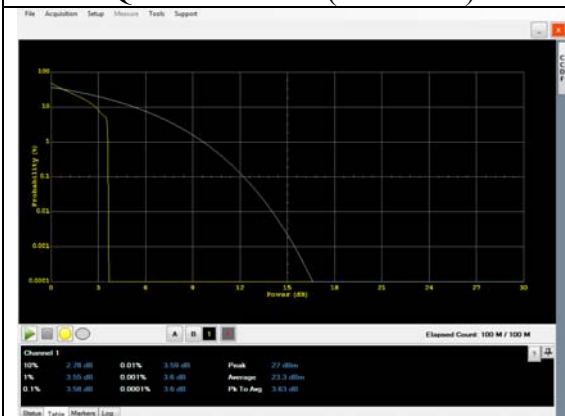 File Acquisition Setup Measure Tools Support
CCDF
100
10
1
0.1
0.01
0.001
0.0001
Probability (%)
0 3 6 9 12 15 18 21 24 27 30
Power (dB)
A B 1
Elapsed Count: 100 M / 100 M
Channel 1
10% 2.78 dB 0.01% 3.59 dB Peak 27 dBm
1% 3.55 dB 0.001% 3.6 dB Average 23.3 dBm
0.1% 3.58 dB 0.0001% 3.6 dB Pk To Avg 3.63 dB
Status Table Markers Log